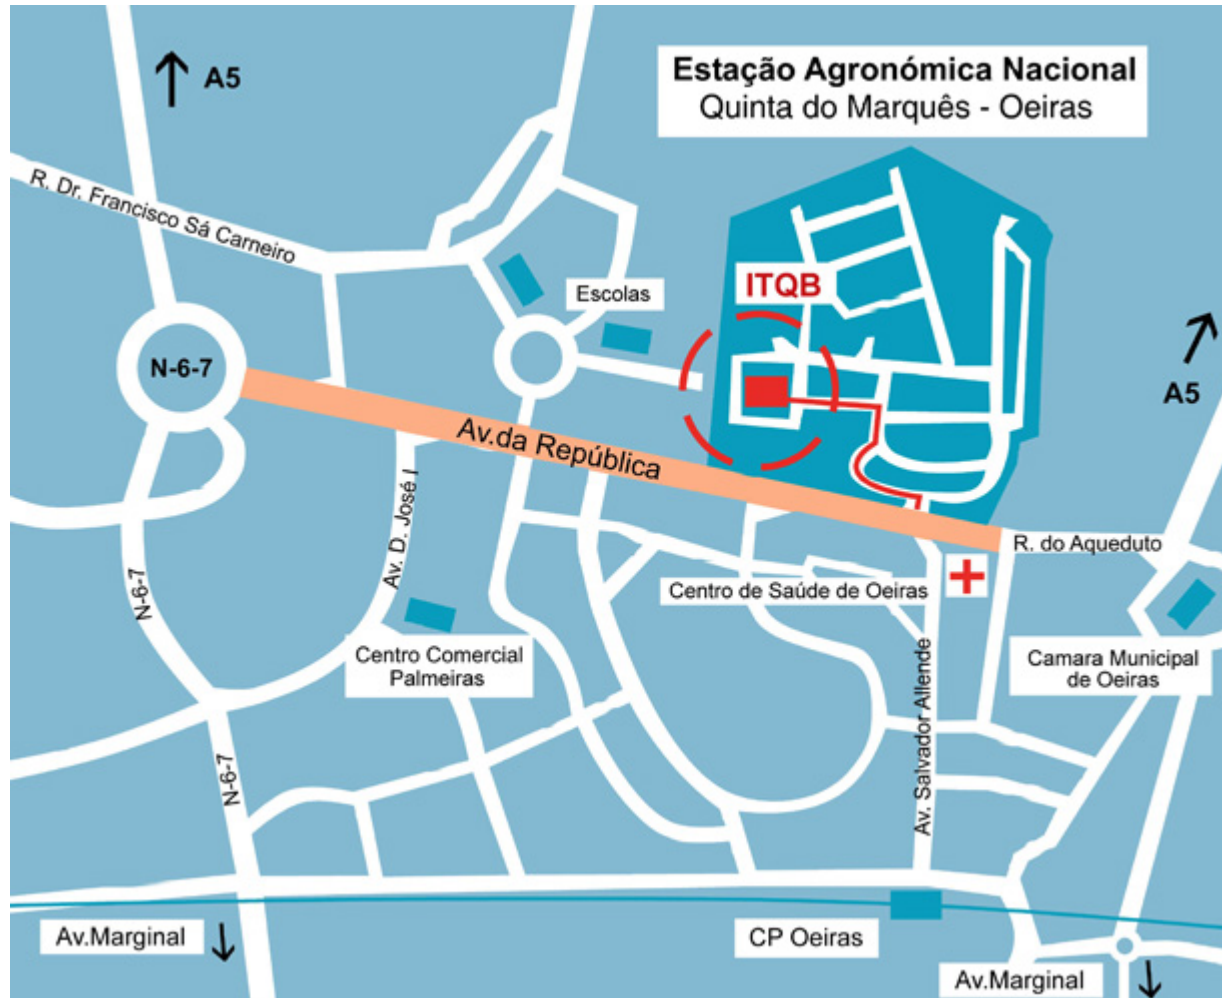 A5
Estação Agronómica Nacional
Quinta do Marquês - Oeiras
R. Dr. Francisco Sá Carneiro
ITQB
Escolas
N-6-7
A5
Av.da República
Av. D. José I
R. do Aqueduto
N-6-7
Centro de Saúde de Oeiras
Centro Comercial
Palmeiras
Camara Municipal
de Oeiras
Av. Salvador Allende
N-6-7
Av.Marginal
CP Oeiras
Av.Marginal